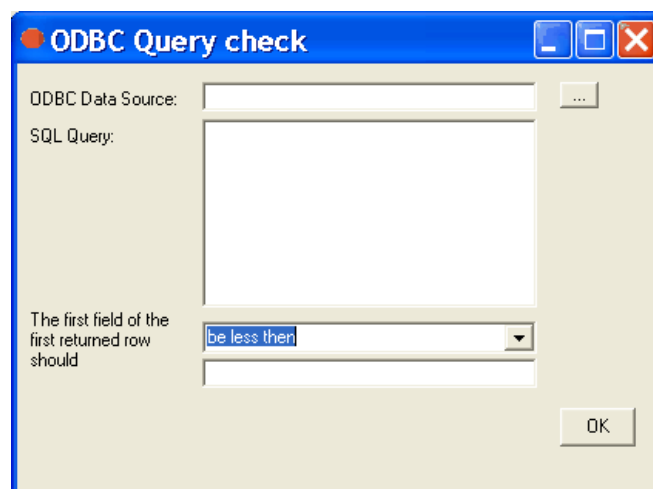 ODBC Query check
ODBC Data Source:
...
SQL Query:
The first field of the
first returned row
should
be less then
OK